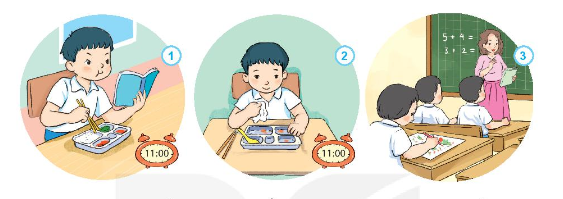 1
2
3
5 + 4 =
3 + 2 =
11:00
11:00